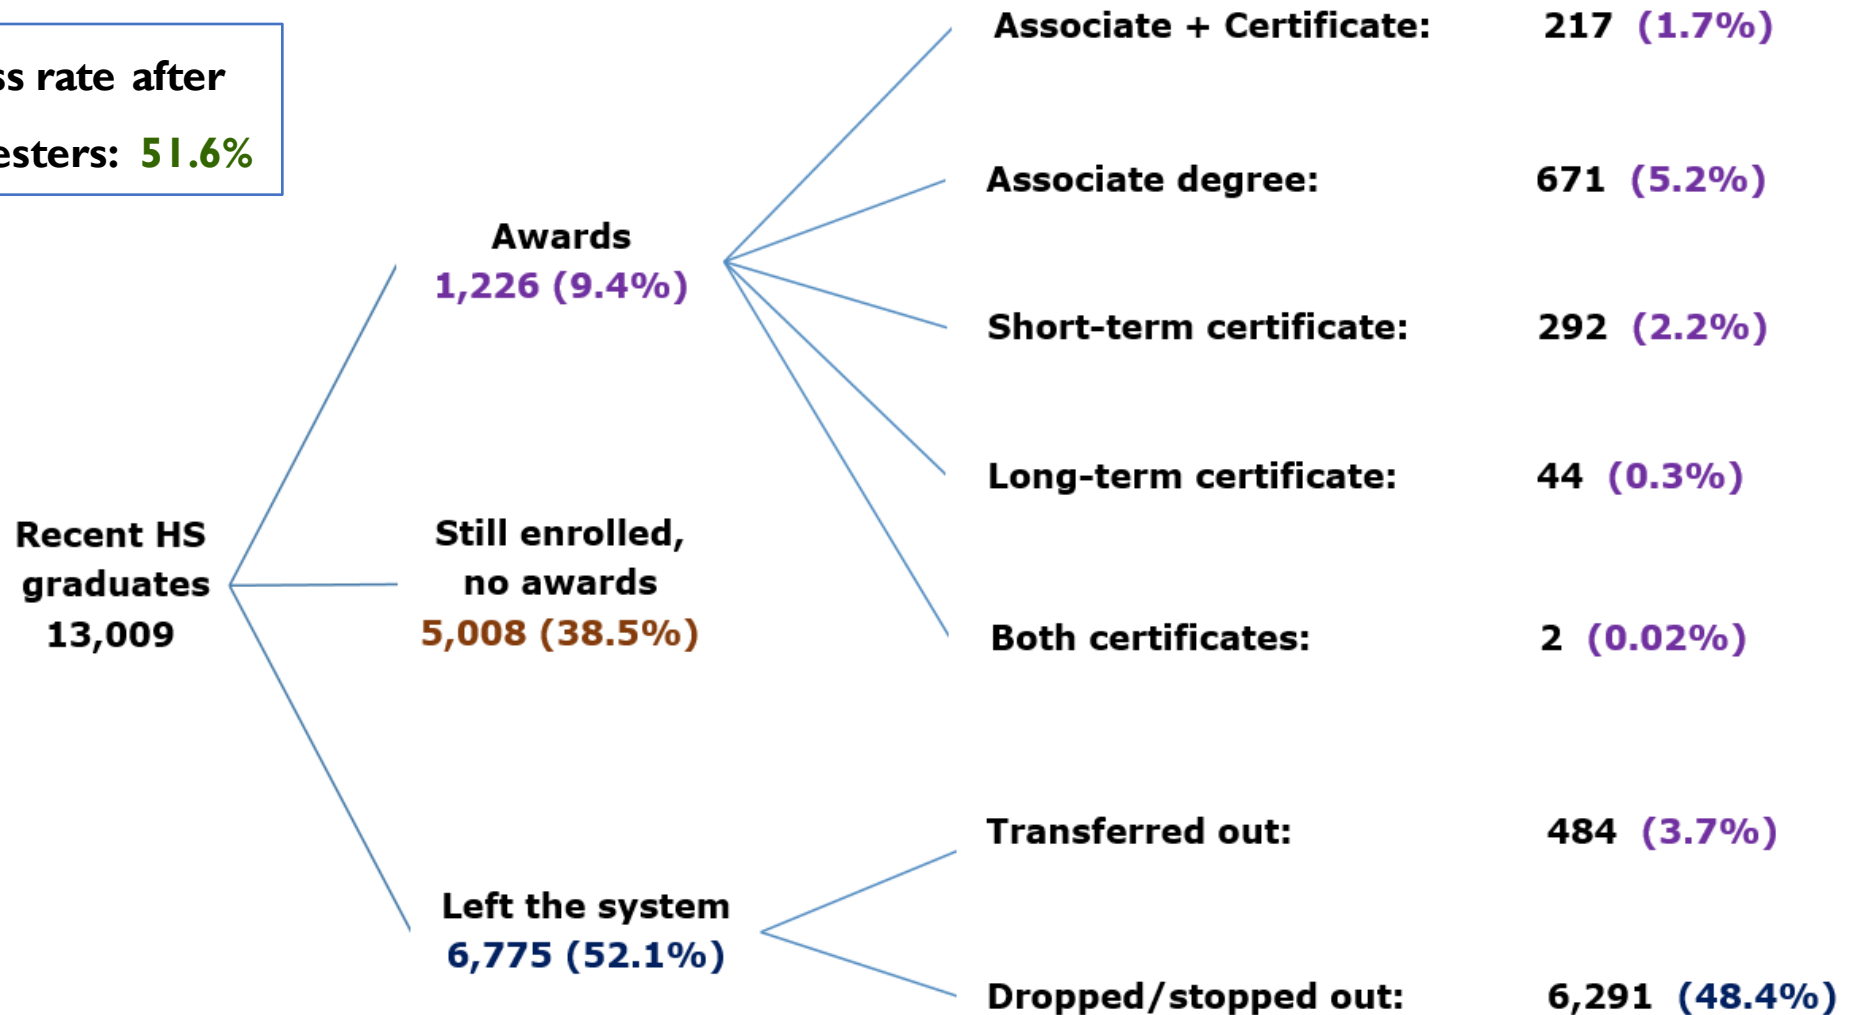 rate after
51.6%
Associate + Certificate: 217 (1.7%)
Associate degree: 671 (5.2%)
Awards
1,226 (9.4%)
Short-term certificate: 292 (2.2%)
Long-term certificate: 44 (0.3%)
Recent HS
graduates
13,009
Still enrolled,
no awards
5,008 (38.5%)
Both certificates: 2 (0.02%)
Transferred out: 484 (3.7%)
Left the system
6,775 (52.1%)
Dropped/stopped out: 6,291 (48.4%)